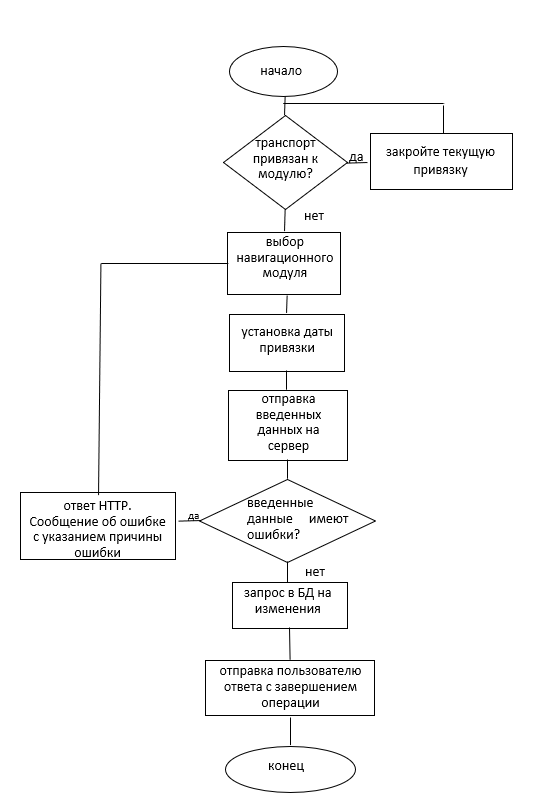 начало
транспорт
привязан к
модулю?
да
закройте текущую
привязку
нет
выбор
навигационного
модуля
установка даты
привязки
отправка
введенных
данных на
сервер
введенные
данные имеют
ошибки?
да
ответ HTTP.
Сообщение об ошибке
с указанием причины
ошибки
нет
запрос в БД на
изменения
отправка пользователю
ответа с завершением
операции
конец